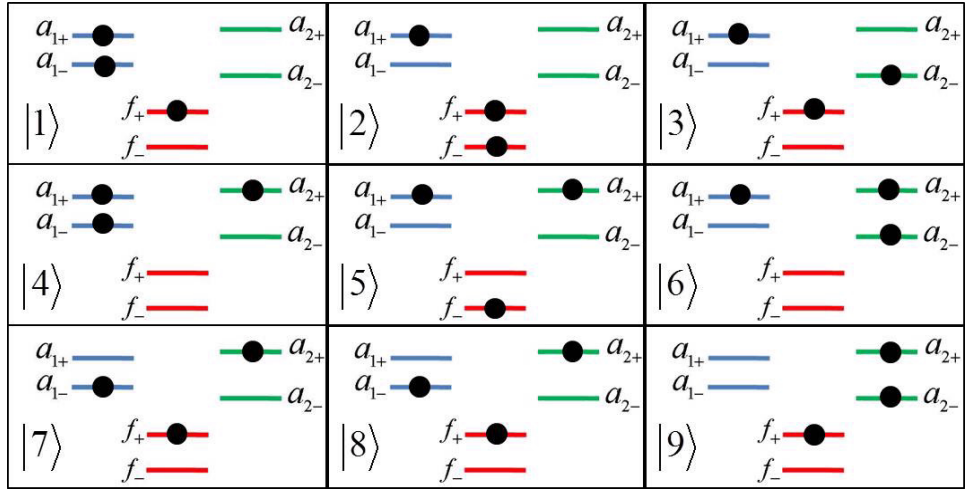 a₁₊ a₂₊
a₁₋ a₂₋
f₊
|1⟩ f₋
a₁₊ a₂₊
a₁₋ a₂₋
f₊
|2⟩ f₋
a₁₊ a₂₊
a₁₋ a₂₋
f₊
|3⟩ f₋
a₁₊ a₂₊
a₁₋ a₂₋
f₊
|4⟩ f₋
a₁₊ a₂₊
a₁₋ a₂₋
f₊
|5⟩ f₋
a₁₊ a₂₊
a₁₋ a₂₋
f₊
|6⟩ f₋
a₁₊ a₂₊
a₁₋ a₂₋
f₊
|7⟩ f₋
a₁₊ a₂₊
a₁₋ a₂₋
f₊
|8⟩ f₋
a₁₊ a₂₊
a₁₋ a₂₋
f₊
|9⟩ f₋